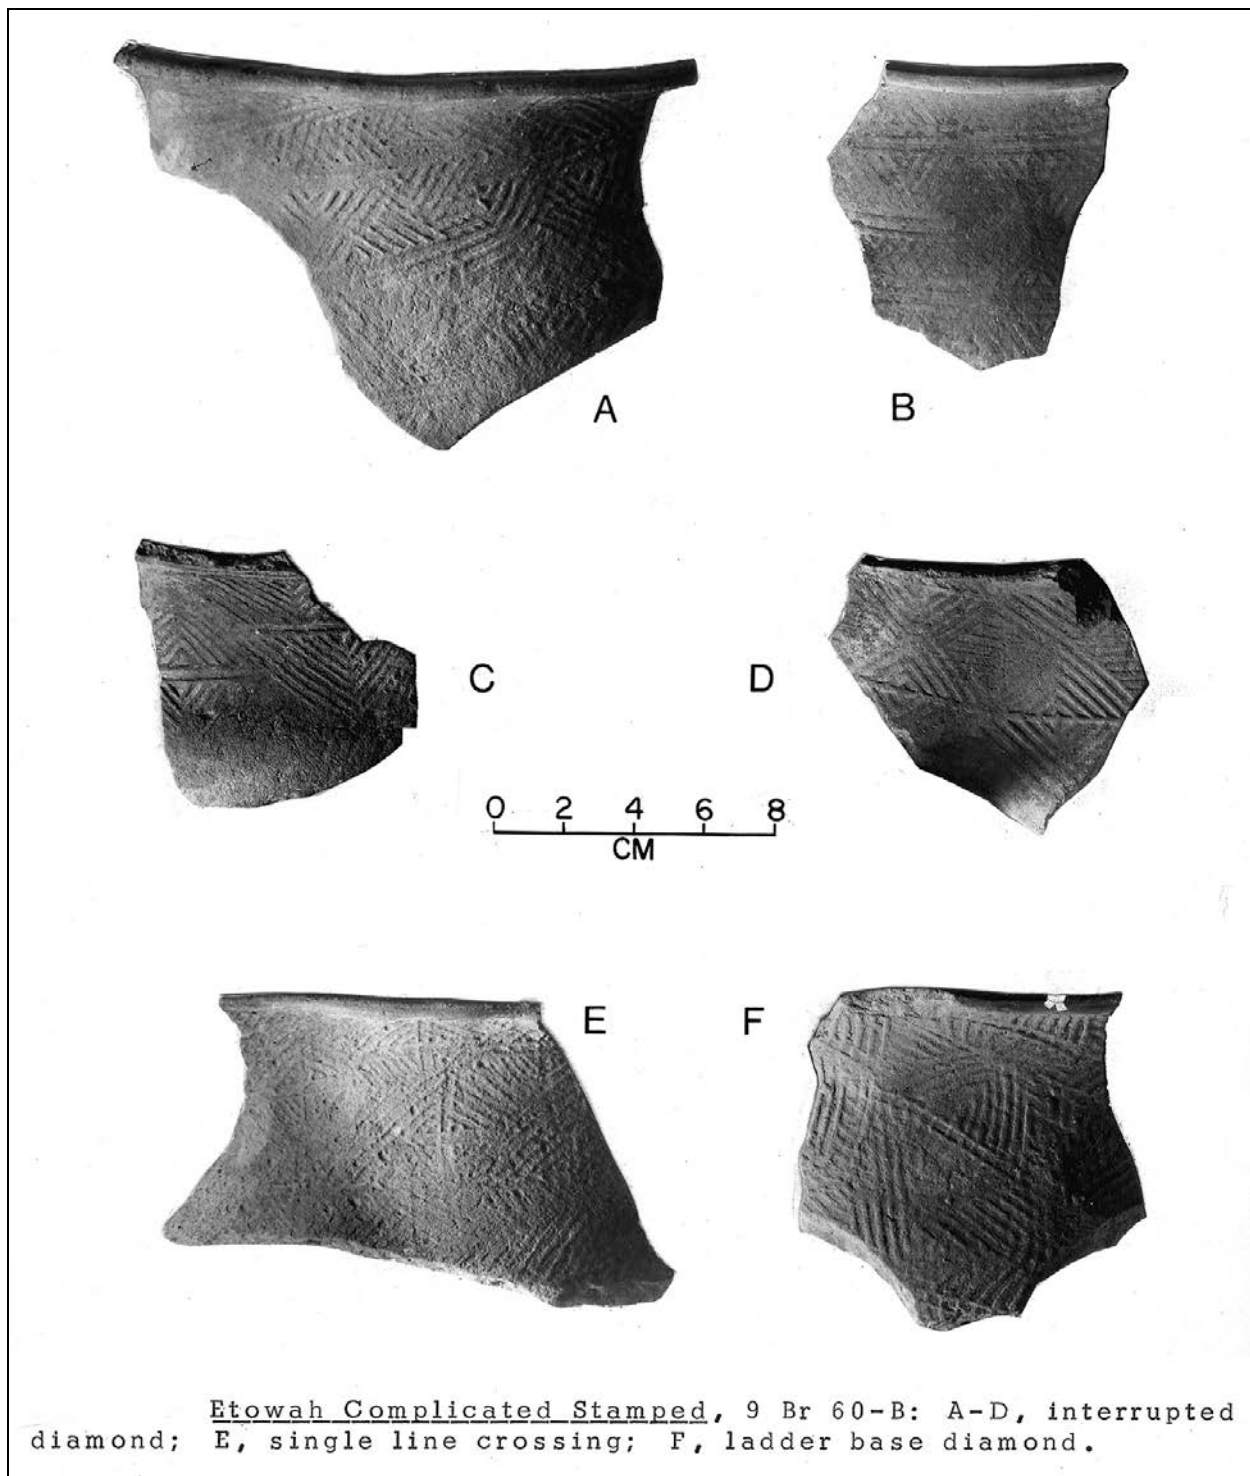 A
B
C
D
0 2 4 6 8
CM
E
F
Etowah Complicated Stamped, 9 Br 60-B: A-D, interrupted
diamond; E, single line crossing; F, ladder base diamond.